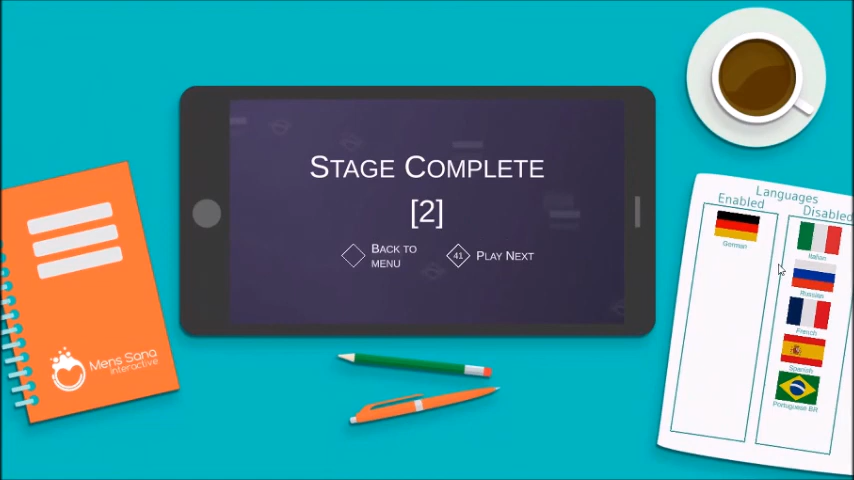 STAGE COMPLETE
[2]
BACK TO
MENU
41 PLAY NEXT
Mens Sana
Interactive
Languages
Enabled
Disabled
German
Italian
Russian
French
Spanish
Portuguese BR